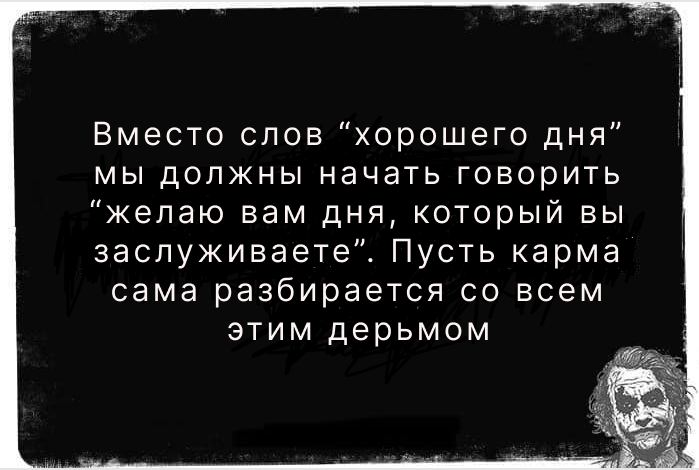 Вместо слов “хорошего дня”
мы должны начать говорить
“желаю вам дня, который вы
заслуживаете”. Пусть карма
сама разбирается со всем
этим дерьмом